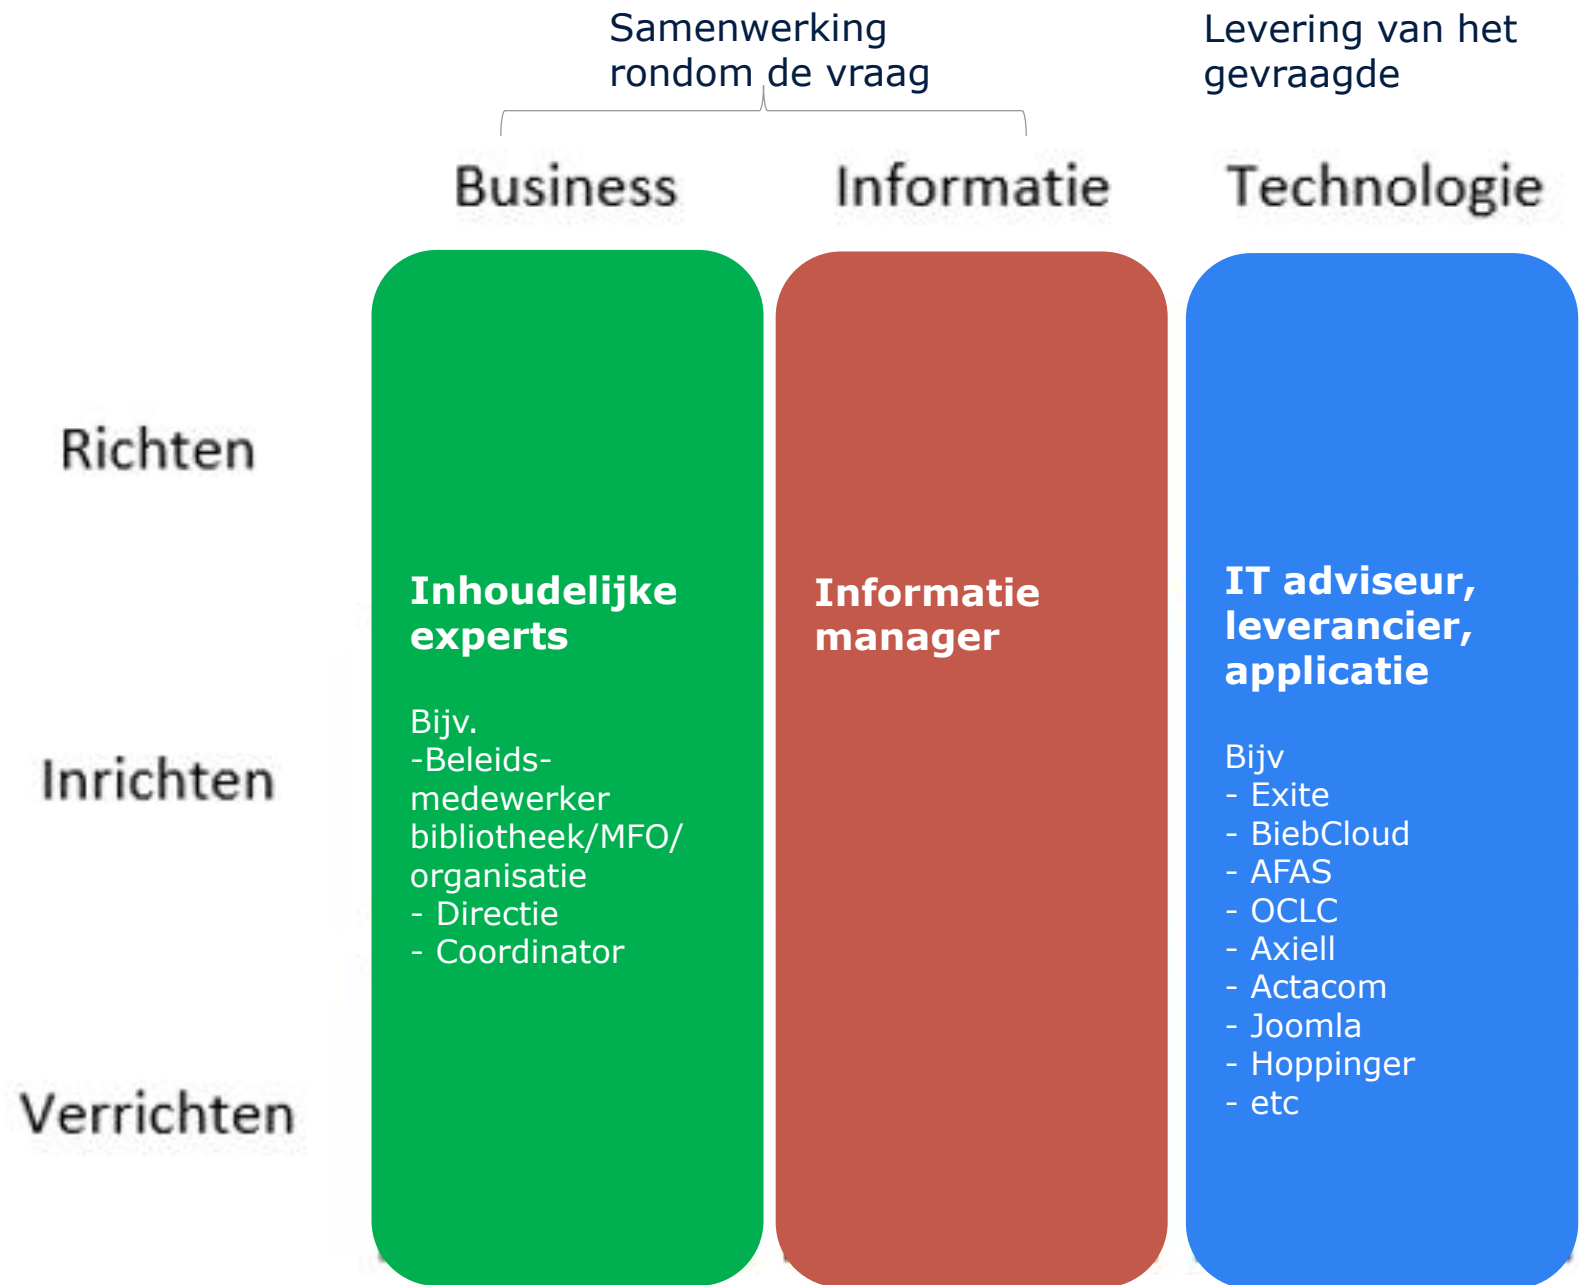 Samenwerking
rondom de vraag
Levering van het
gevraagde
Business
Informatie
Technologie
Richten
Inrichten
Verrichten
Inhoudelijke
experts
Bijv.
-Beleids-
medewerker
bibliotheek/MFO/
organisatie
- Directie
- Coordinator
Informatie
manager
IT adviseur,
leverancier,
applicatie
Bijv
- Exite
- BiebCloud
- AFAS
- OCLC
- Axiell
- Actacom
- Joomla
- Hoppinger
- etc